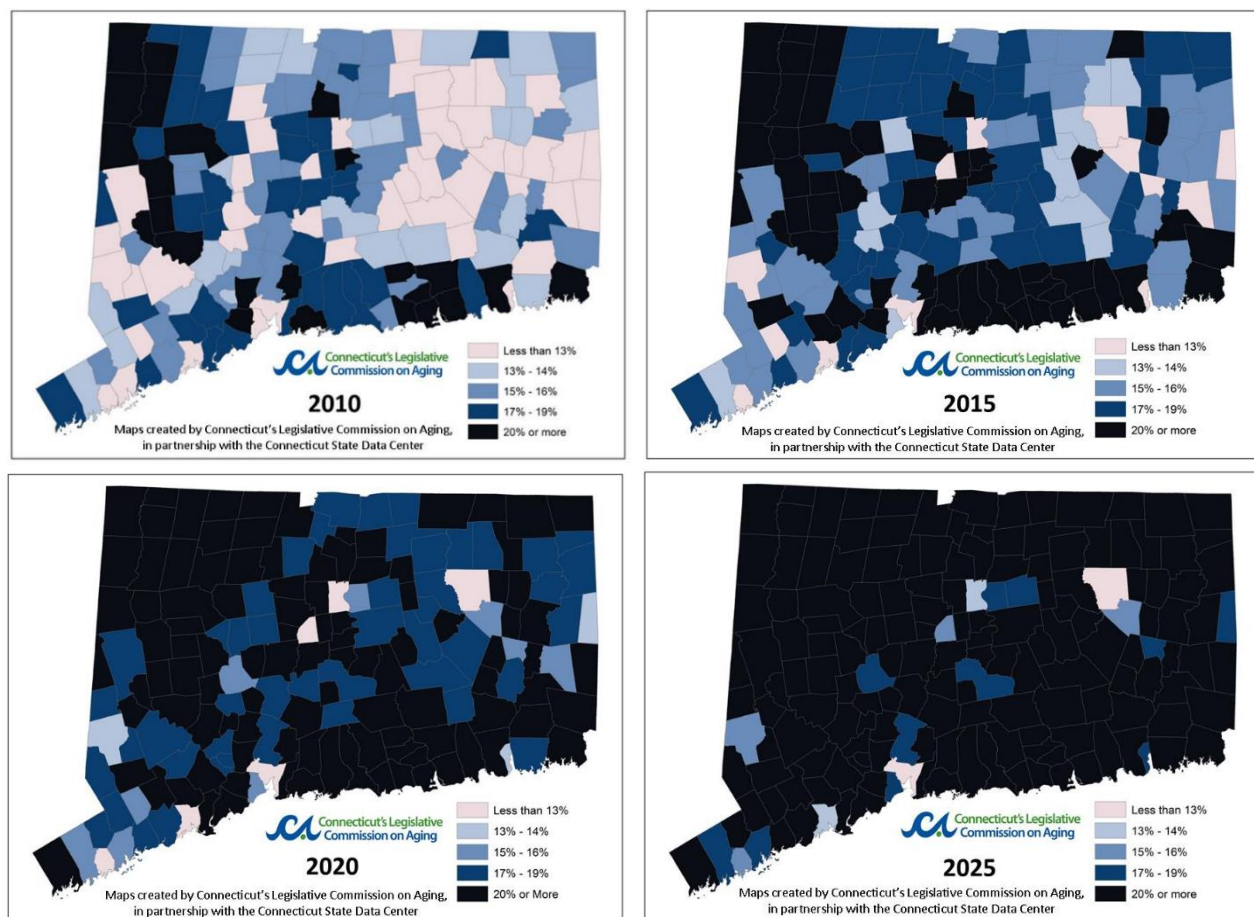 Connecticut's Legislative
Commission on Aging
2010
Less than 13%
13% - 14%
15% - 16%
17% - 19%
20% or more
Maps created by Connecticut's Legislative Commission on Aging,
in partnership with the Connecticut State Data Center
Connecticut's Legislative
Commission on Aging
2015
Less than 13%
13% - 14%
15% - 16%
17% - 19%
20% or more
Maps created by Connecticut's Legislative Commission on Aging,
in partnership with the Connecticut State Data Center
Connecticut's Legislative
Commission on Aging
2020
Less than 13%
13% - 14%
15% - 16%
17% - 19%
20% or More
Maps created by Connecticut's Legislative Commission on Aging,
in partnership with the Connecticut State Data Center
Connecticut's Legislative
Commission on Aging
2025
Less than 13%
13% - 14%
15% - 16%
17% - 19%
20% or more
Maps created by Connecticut's Legislative Commission on Aging,
in partnership with the Connecticut State Data Center